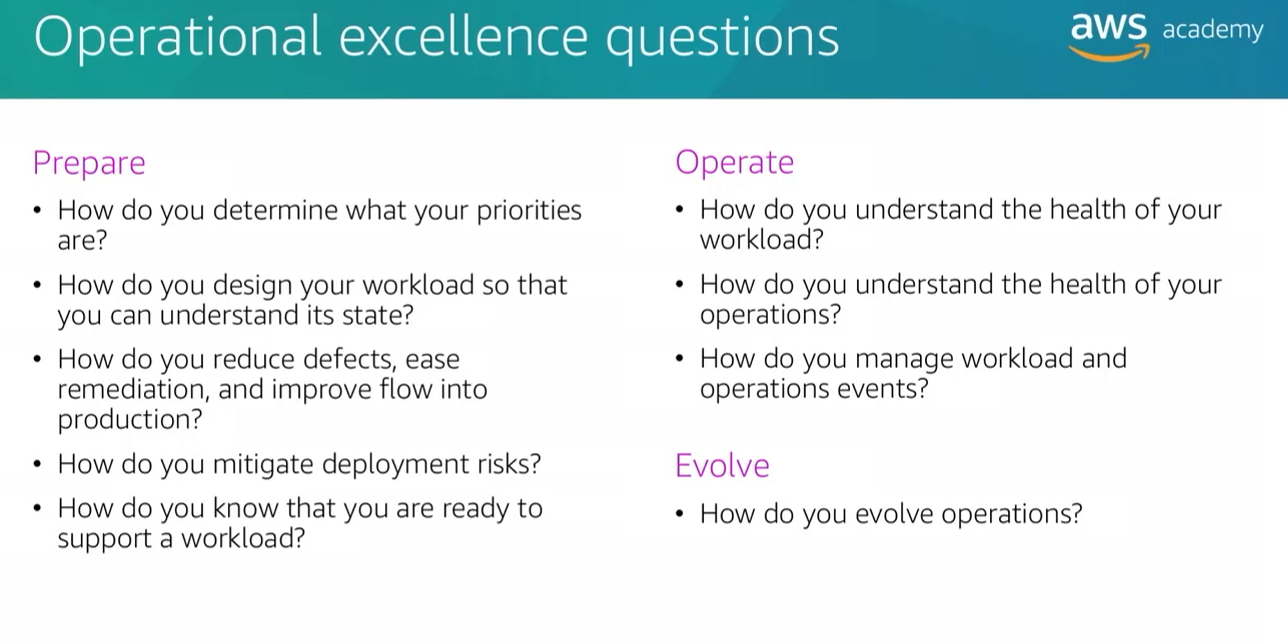 Operational excellence questions
aws academy
Prepare
• How do you determine what your priorities
are?
• How do you design your workload so that
you can understand its state?
• How do you reduce defects, ease
remediation, and improve flow into
production?
• How do you mitigate deployment risks?
• How do you know that you are ready to
support a workload?
Operate
• How do you understand the health of your
workload?
• How do you understand the health of your
operations?
• How do you manage workload and
operations events?
Evolve
• How do you evolve operations?